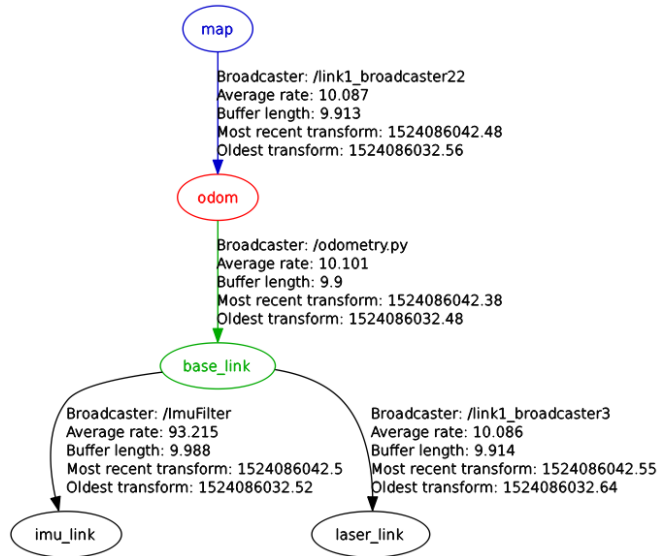 map
Broadcaster: /link1_broadcaster22
Average rate: 10.087
Buffer length: 9.913
Most recent transform: 1524086042.48
Oldest transform: 1524086032.56
odom
Broadcaster: /odometry.py
Average rate: 10.101
Buffer length: 9.9
Most recent transform: 1524086042.38
Oldest transform: 1524086032.48
base_link
Broadcaster: /ImuFilter
Average rate: 93.215
Buffer length: 9.988
Most recent transform: 1524086042.5
Oldest transform: 1524086032.52
Broadcaster: /link1_broadcaster3
Average rate: 10.086
Buffer length: 9.914
Most recent transform: 1524086042.55
Oldest transform: 1524086032.64
imu_link
laser_link